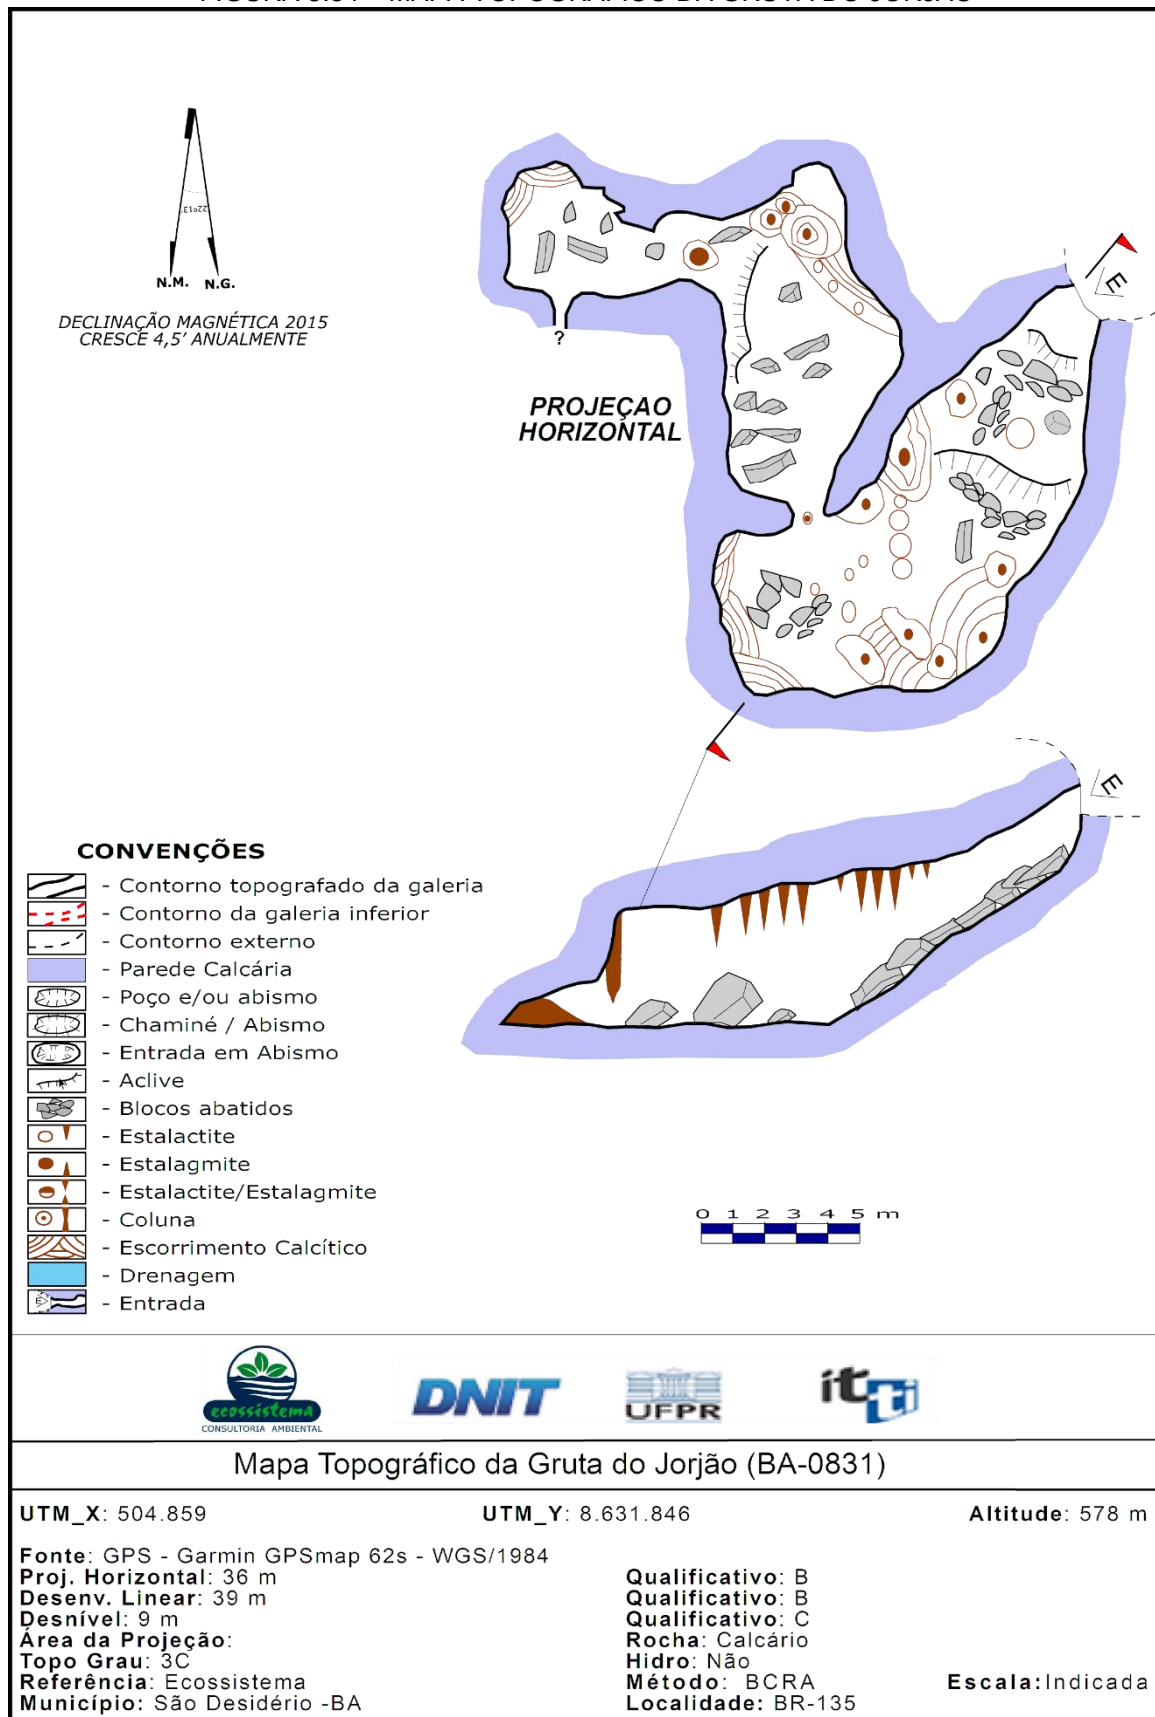 N.M. N.G.
22º13'
DECLINAÇÃO MAGNÉTICA 2015
CRESCE 4,5' ANUALMENTE
E
?
PROJEÇAO
HORIZONTAL
E
CONVENÇÕES
- Contorno topografado da galeria
- Contorno da galeria inferior
- Contorno externo
- Parede Calcária
- Poço e/ou abismo
- Chaminé / Abismo
- Entrada em Abismo
- Aclive
- Blocos abatidos
- Estalactite
- Estalagmite
- Estalactite/Estalagmite
- Coluna
- Escorrimento Calcítico
- Drenagem
- Entrada
0 1 2 3 4 5 m
ecossistema
CONSULTORIA AMBIENTAL
DNIT
UFPR
itti
Mapa Topográfico da Gruta do Jorjão (BA-0831)
UTM_X: 504.859 UTM_Y: 8.631.846 Altitude: 578 m
Fonte: GPS - Garmin GPSmap 62s - WGS/1984
Proj. Horizontal: 36 m Qualificativo: B
Desenv. Linear: 39 m Qualificativo: B
Desnível: 9 m Qualificativo: C
Área da Projeção: Rocha: Calcário
Topo Grau: 3C Hidro: Não
Referência: Ecossistema Método: BCRA Escala:Indicada
Município: São Desidério -BA Localidade: BR-135